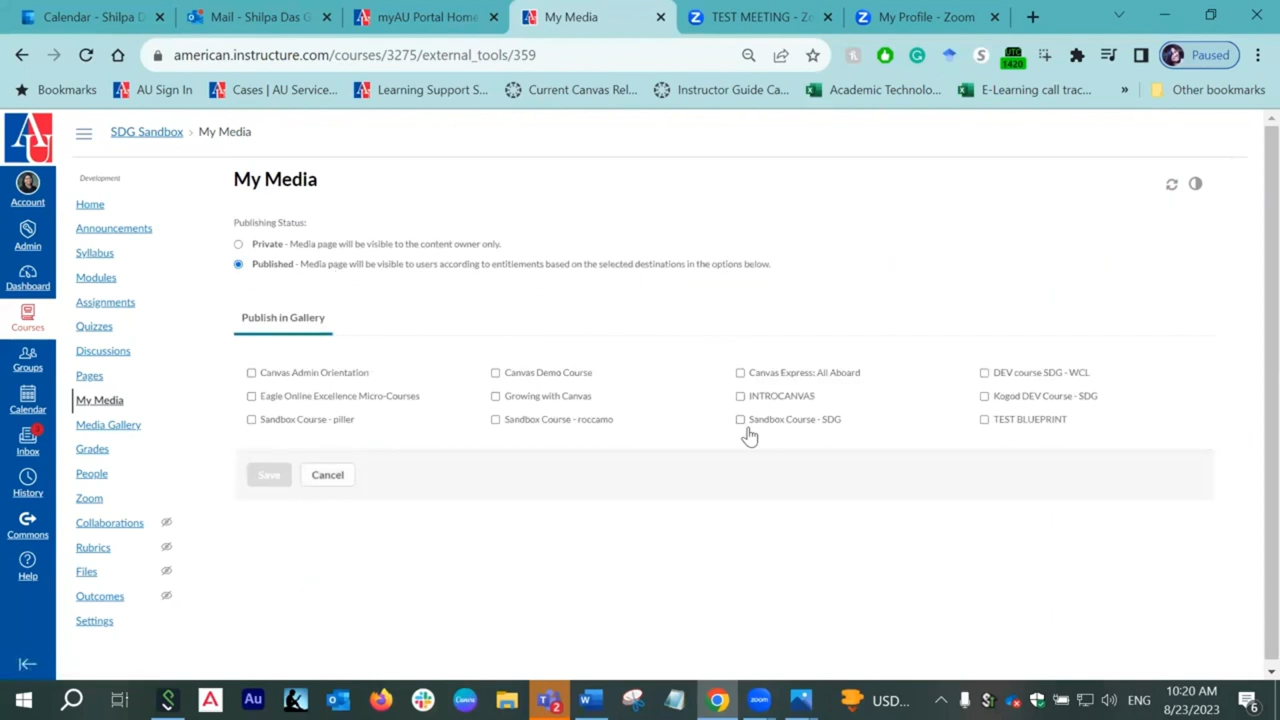 Calendar - Shilpa D
Mail - Shilpa Das G
myAU Portal Home
My Media
TEST MEETING - Zo
My Profile - Zoom
american.instructure.com/courses/3275/external_tools/359
UTC
1420
Paused
Bookmarks
AU Sign In
Cases | AU Service...
Learning Support S...
Current Canvas Rel...
Instructor Guide Ca...
Academic Technolo...
E-Learning call trac...
»
Other bookmarks
AU
SDG Sandbox > My Media
Account
Admin
Dashboard
Courses
Groups
Calendar
Inbox
History
Commons
Help
Development
Home
Announcements
Syllabus
Modules
Assignments
Quizzes
Discussions
Pages
My Media
Media Gallery
Grades
People
Zoom
Collaborations
Rubrics
Files
Outcomes
Settings
My Media
Publishing Status:
Private - Media page will be visible to the content owner only.
Published - Media page will be visible to users according to entitlements based on the selected destinations in the options below.
Publish in Gallery
Canvas Admin Orientation
Canvas Demo Course
Canvas Express: All Aboard
DEV course SDG - WCL
Eagle Online Excellence Micro-Courses
Growing with Canvas
INTROCANVAS
Kogod DEV Course - SDG
Sandbox Course - piller
Sandbox Course - roccamo
Sandbox Course - SDG
TEST BLUEPRINT
Save
Cancel
Au
Canva
2
zoom
USD...
ENG
10:20 AM
8/23/2023
6